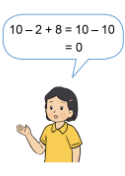 10 – 2 + 8 = 10 – 10
= 0